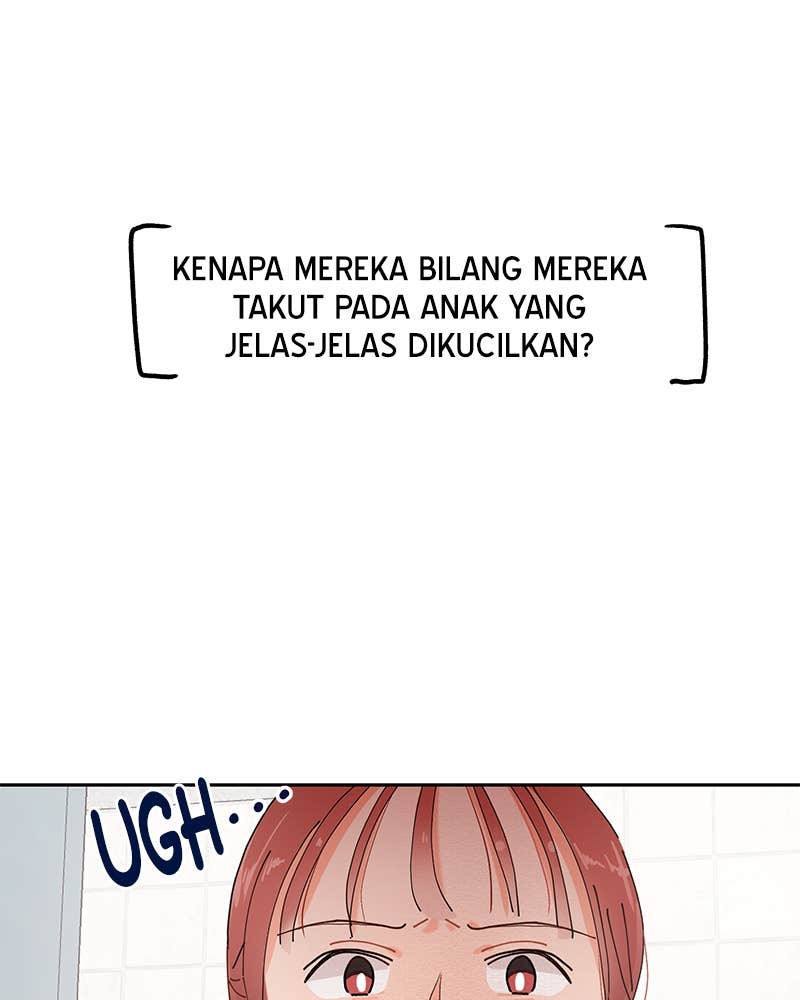 KENAPA MEREKA BILANG MEREKA
TAKUT PADA ANAK YANG
JELAS-JELAS DIKUCILKAN?
UGH...